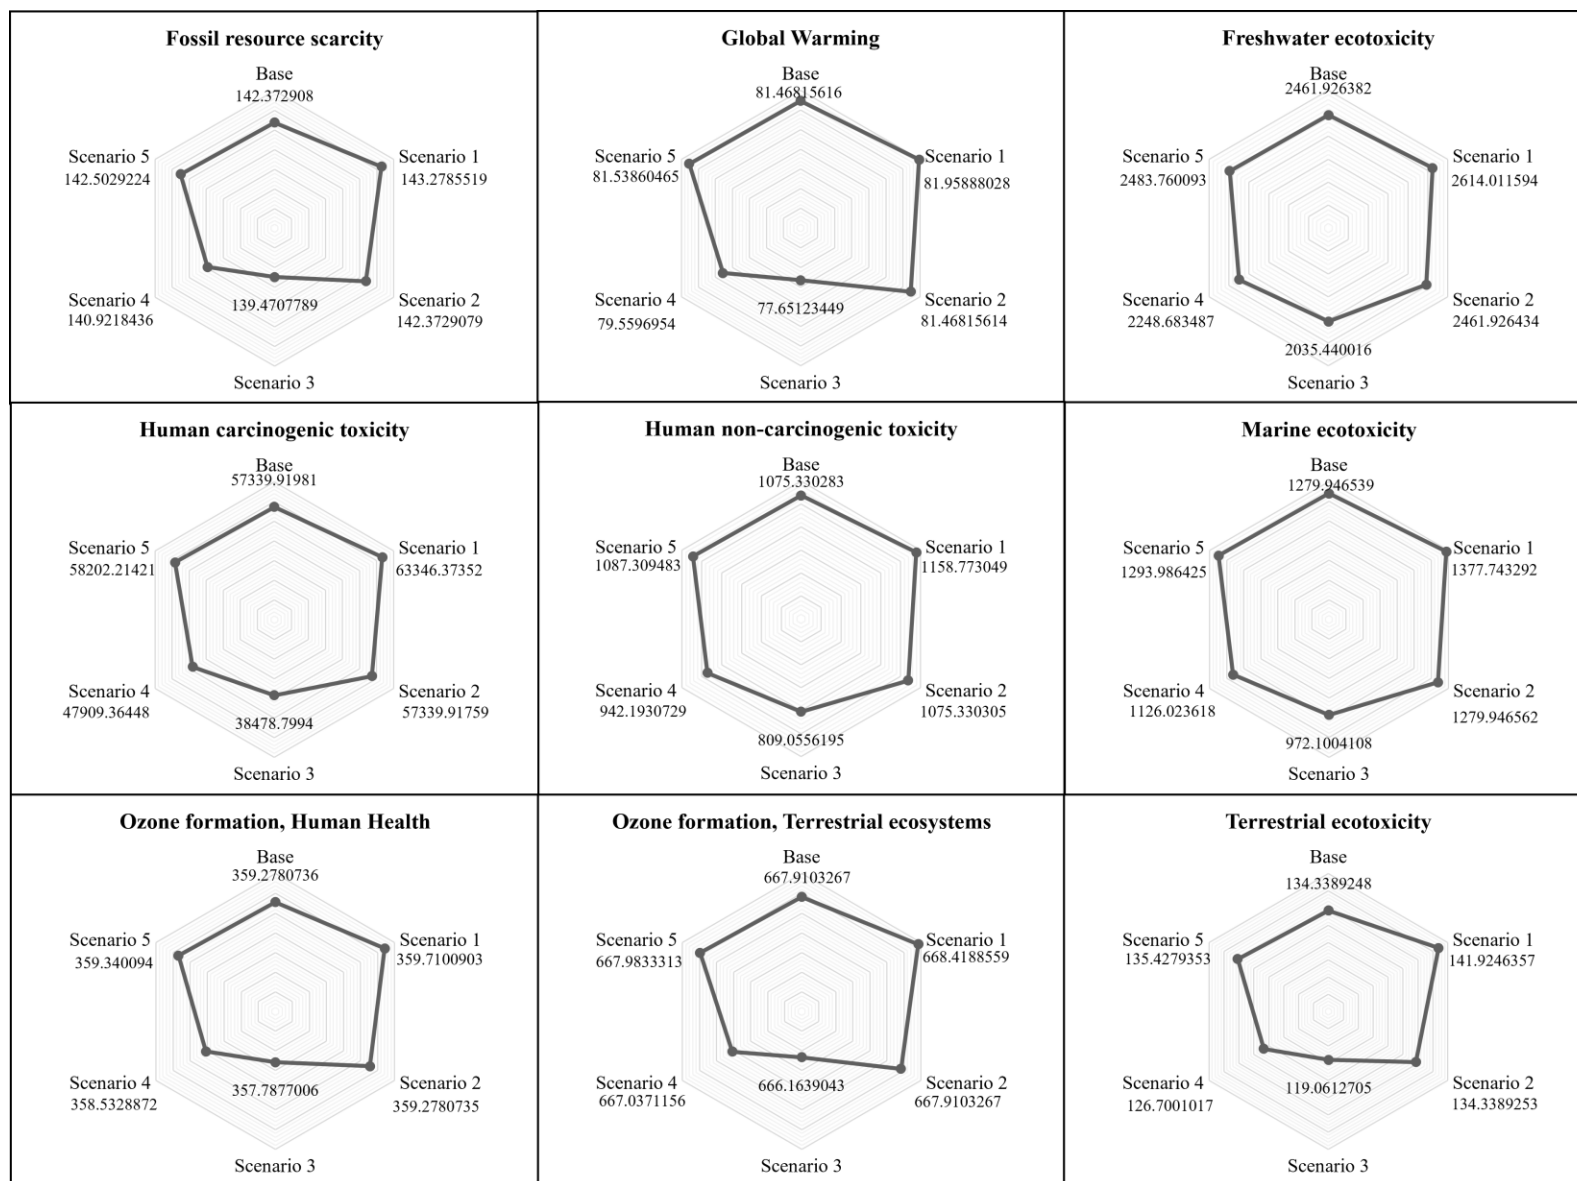 Fossil resource scarcity
Base
142.372908
Scenario 5
142.5029224
Scenario 1
143.2785519
Scenario 4
140.9218436
139.4707789
Scenario 2
142.3729079
Scenario 3
Global Warming
Base
81.46815616
Scenario 5
81.53860465
Scenario 1
81.95888028
Scenario 4
79.5596954
77.65123449
Scenario 2
81.46815614
Scenario 3
Freshwater ecotoxicity
Base
2461.926382
Scenario 5
2483.760093
Scenario 1
2614.011594
Scenario 4
2248.683487
Scenario 2
2461.926434
2035.440016
Scenario 3
Human carcinogenic toxicity
Base
57339.91981
Scenario 5
58202.21421
Scenario 1
63346.37352
Scenario 4
47909.36448
Scenario 2
57339.91759
38478.7994
Scenario 3
Human non-carcinogenic toxicity
Base
1075.330283
Scenario 5
1087.309483
Scenario 1
1158.773049
Scenario 4
942.1930729
Scenario 2
1075.330305
809.0556195
Scenario 3
Marine ecotoxicity
Base
1279.946539
Scenario 5
1293.986425
Scenario 1
1377.743292
Scenario 4
1126.023618
Scenario 2
1279.946562
972.1004108
Scenario 3
Ozone formation, Human Health
Base
359.2780736
Scenario 5
359.340094
Scenario 1
359.7100903
Scenario 4
358.5328872
357.7877006
Scenario 2
359.2780735
Scenario 3
Ozone formation, Terrestrial ecosystems
Base
667.9103267
Scenario 5
667.9833313
Scenario 1
668.4188559
Scenario 4
667.0371156
666.1639043
Scenario 2
667.9103267
Scenario 3
Terrestrial ecotoxicity
Base
134.3389248
Scenario 5
135.4279353
Scenario 1
141.9246357
Scenario 4
126.7001017
119.0612705
Scenario 2
134.3389253
Scenario 3